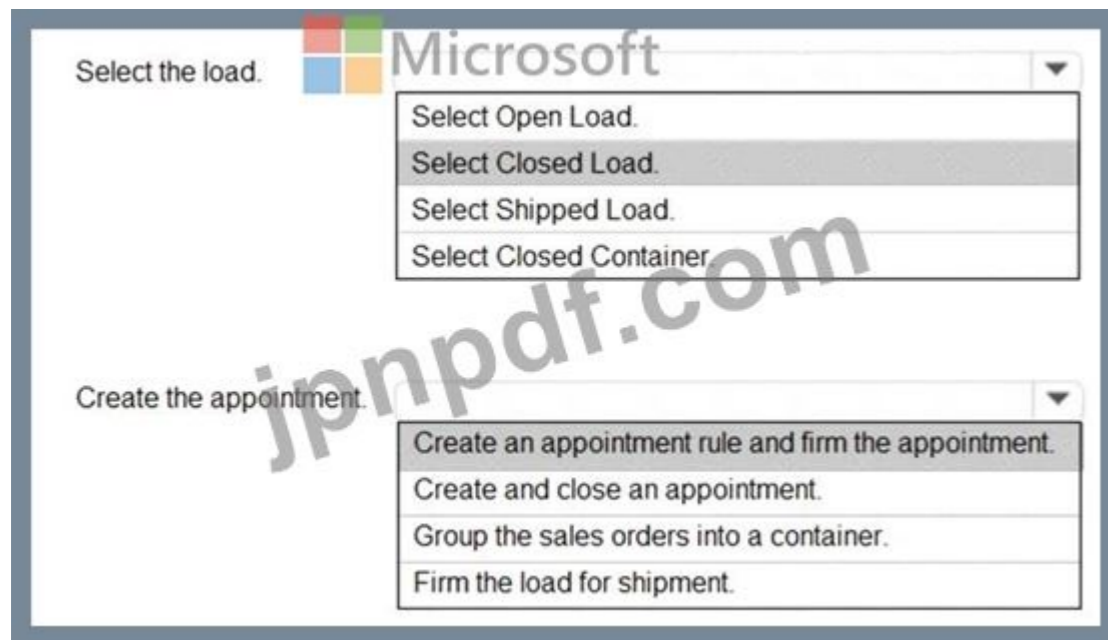 Microsoft
Select the load.
Select Open Load.
Select Closed Load.
Select Shipped Load.
Select Closed Container.
jpnpdf.com
Create the appointment.
Create an appointment rule and firm the appointment.
Create and close an appointment.
Group the sales orders into a container.
Firm the load for shipment.